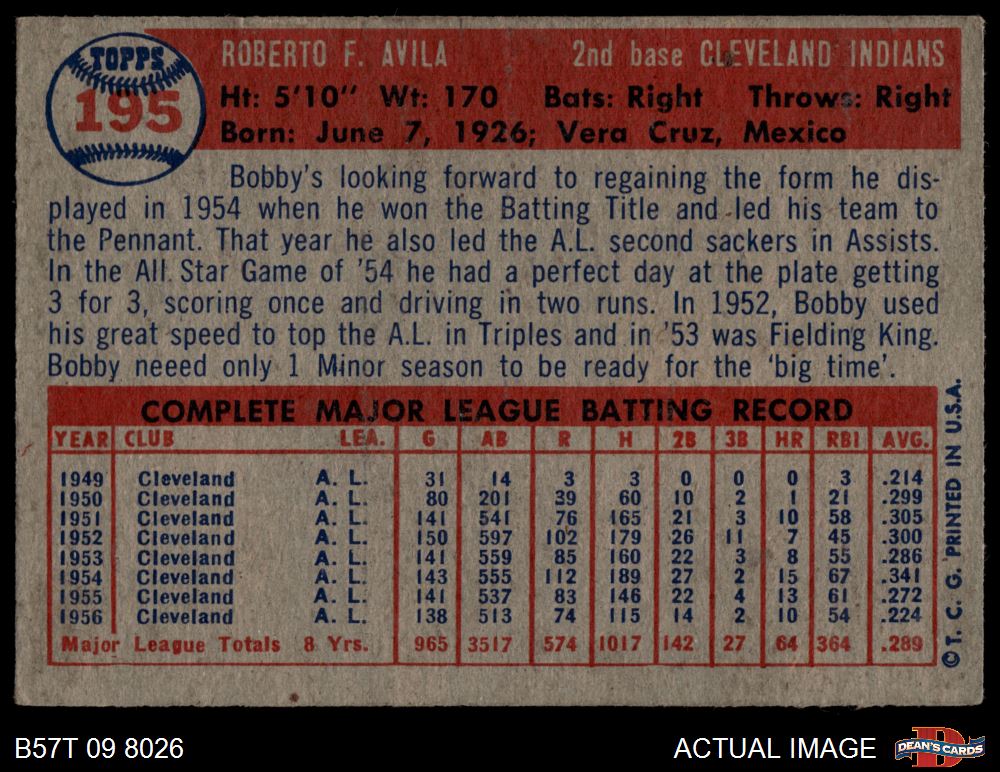 TOPPS
195
ROBERTO F. AVILA 2nd base CLEVELAND INDIANS
Ht: 5'10" Wt: 170 Bats: Right Throws: Right
Born: June 7, 1926; Vera Cruz, Mexico
Bobby's looking forward to regaining the form he dis-
played in 1954 when he won the Batting Title and led his team to
the Pennant. That year he also led the A.L. second sackers in Assists.
In the All Star Game of '54 he had a perfect day at the plate getting
3 for 3, scoring once and driving in two runs. In 1952, Bobby used
his great speed to top the A.L. in Triples and in '53 was Fielding King.
Bobby neeed only 1 Minor season to be ready for the 'big time'.
COMPLETE MAJOR LEAGUE BATTING RECORD
YEAR CLUB LEA. G AB R H 2B 3B HR RBI AVG.
1949 Cleveland A. L. 31 14 3 3 0 0 0 3 .214
1950 Cleveland A. L. 80 201 39 60 10 2 1 21 .299
1951 Cleveland A. L. 141 541 76 165 21 3 10 58 .305
1952 Cleveland A. L. 150 597 102 179 26 11 7 45 .300
1953 Cleveland A. L. 141 559 85 160 22 3 8 55 .286
1954 Cleveland A. L. 143 555 112 189 27 2 15 67 .341
1955 Cleveland A. L. 141 537 83 146 22 4 13 61 .272
1956 Cleveland A. L. 138 513 74 115 14 2 10 54 .224
Major League Totals 8 Yrs. 965 3517 574 1017 142 27 64 364 .289
© T. C. G. PRINTED IN U.S.A.
B57T 09 8026 ACTUAL IMAGE DEAN'S CARDS